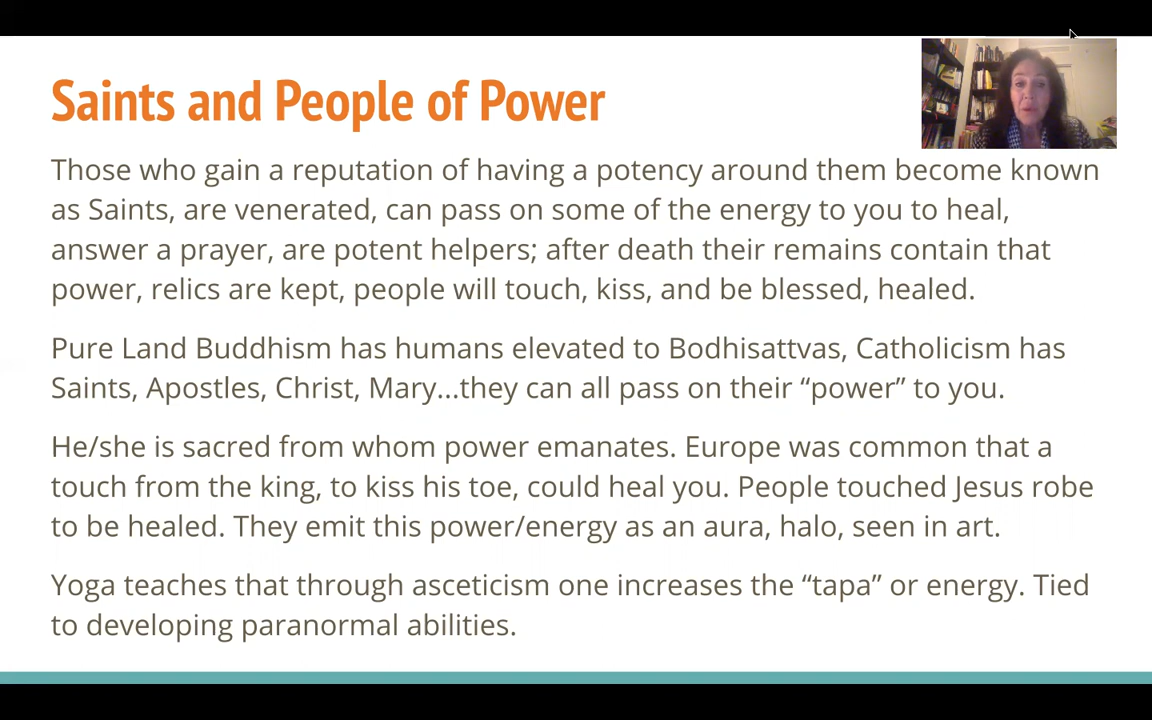 Saints and People of Power
Those who gain a reputation of having a potency around them become known
as Saints, are venerated, can pass on some of the energy to you to heal,
answer a prayer, are potent helpers; after death their remains contain that
power, relics are kept, people will touch, kiss, and be blessed, healed.
Pure Land Buddhism has humans elevated to Bodhisattvas, Catholicism has
Saints, Apostles, Christ, Mary...they can all pass on their “power” to you.
He/she is sacred from whom power emanates. Europe was common that a
touch from the king, to kiss his toe, could heal you. People touched Jesus robe
to be healed. They emit this power/energy as an aura, halo, seen in art.
Yoga teaches that through asceticism one increases the “tapa” or energy. Tied
to developing paranormal abilities.